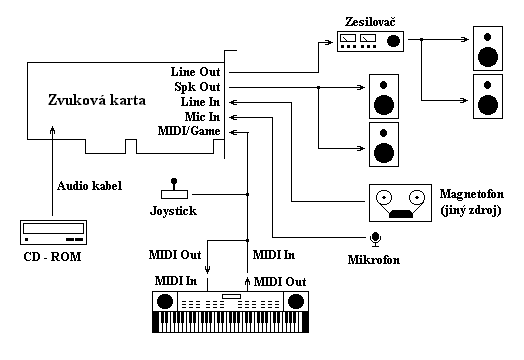 Zesilovač
Line Out
Spk Out
Zvuková karta
Line In
Mic In
MIDI/Game
Audio kabel
Joystick
Magnetofon
(jiný zdroj)
CD - ROM
MIDI Out
MIDI In
Mikrofon
MIDI In
MIDI Out